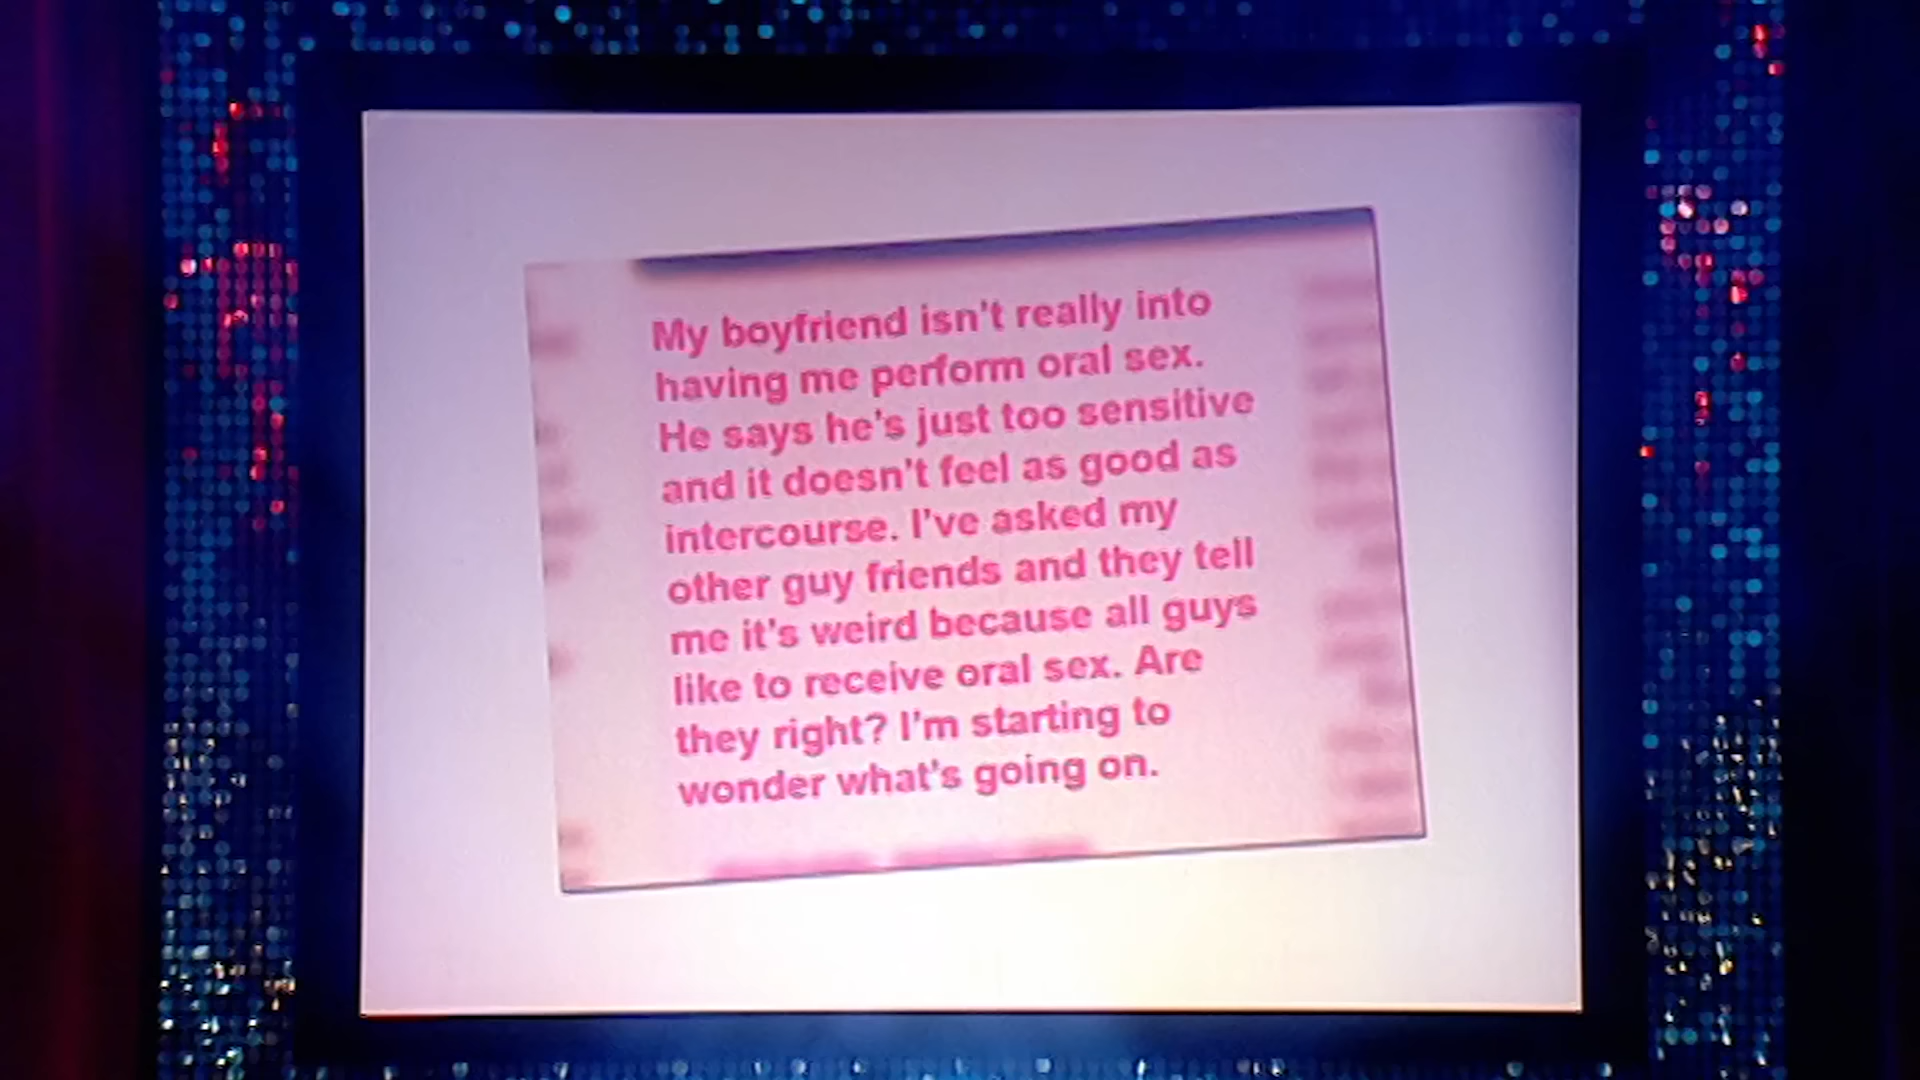 My boyfriend isn't really into
having me perform oral sex.
He says he's just too sensitive
and it doesn't feel as good as
intercourse. I've asked my
other guy friends and they tell
me it's weird because all guys
like to receive oral sex. Are
they right? I'm starting to
wonder what's going on.